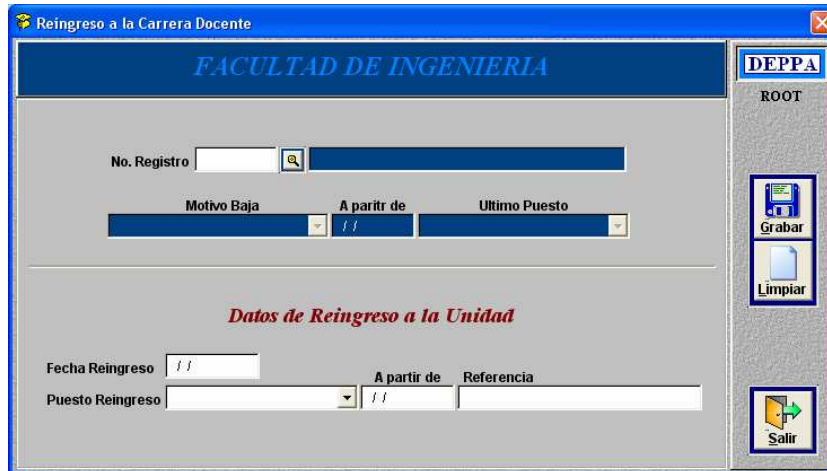 Reingreso a la Carrera Docente
FACULTAD DE INGENIERIA
DEPPA
ROOT
No. Registro
Motivo Baja A paritr de Ultimo Puesto
/ /
Grabar
Limpiar
Datos de Reingreso a la Unidad
Fecha Reingreso / /
A partir de Referencia
Puesto Reingreso / /
Salir